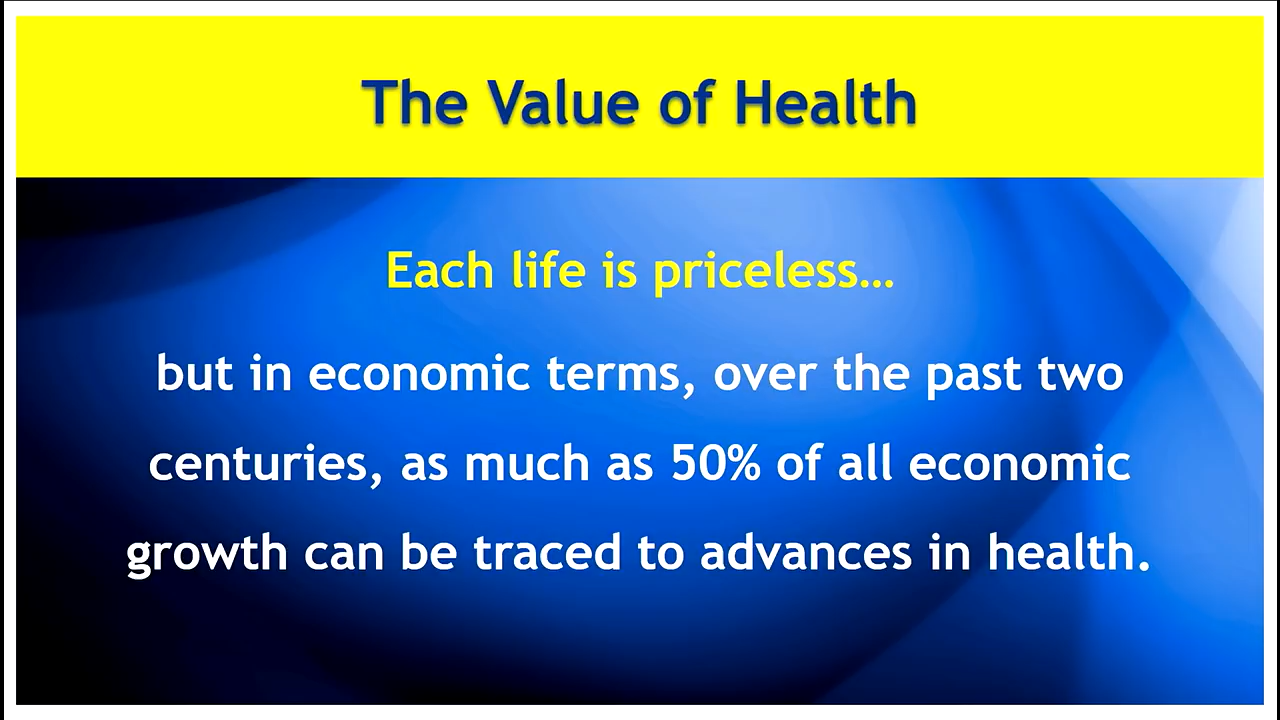 The Value of Health
Each life is priceless…
but in economic terms, over the past two
centuries, as much as 50% of all economic
growth can be traced to advances in health.